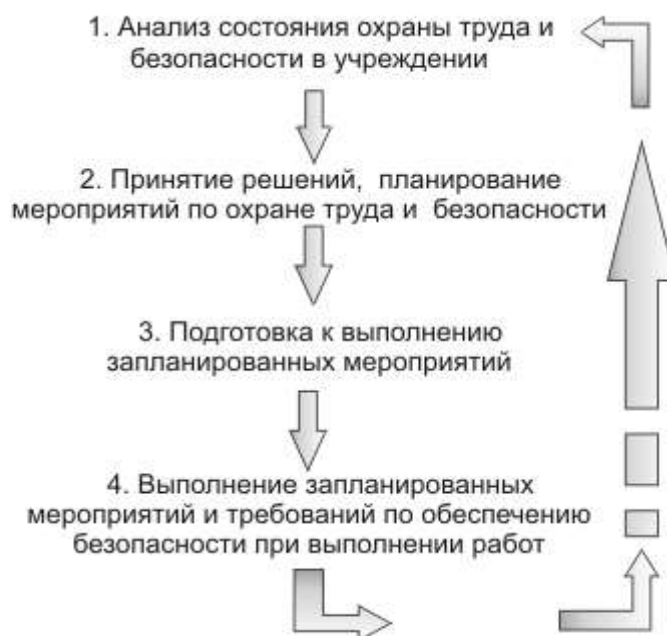 1. Анализ состояния охраны труда и
безопасности в учреждении
2. Принятие решений, планирование
мероприятий по охране труда и безопасности
3. Подготовка к выполнению
запланированных мероприятий
4. Выполнение запланированных
мероприятий и требований по обеспечению
безопасности при выполнении работ